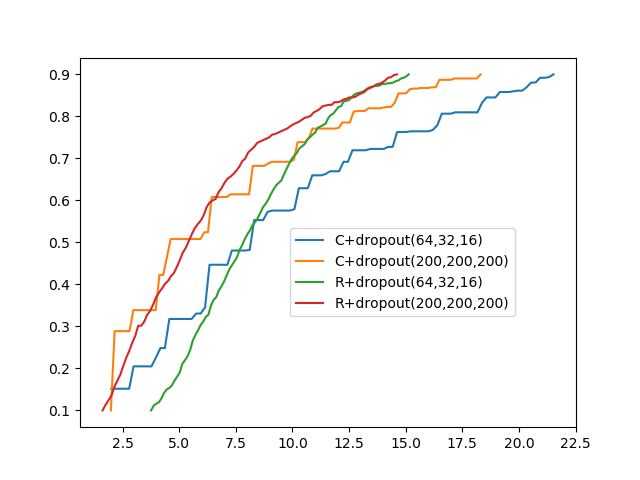 0.9
0.8
0.7
0.6
0.5
0.4
0.3
0.2
0.1
C+dropout(64,32,16)
C+dropout(200,200,200)
R+dropout(64,32,16)
R+dropout(200,200,200)
2.5 5.0 7.5 10.0 12.5 15.0 17.5 20.0 22.5